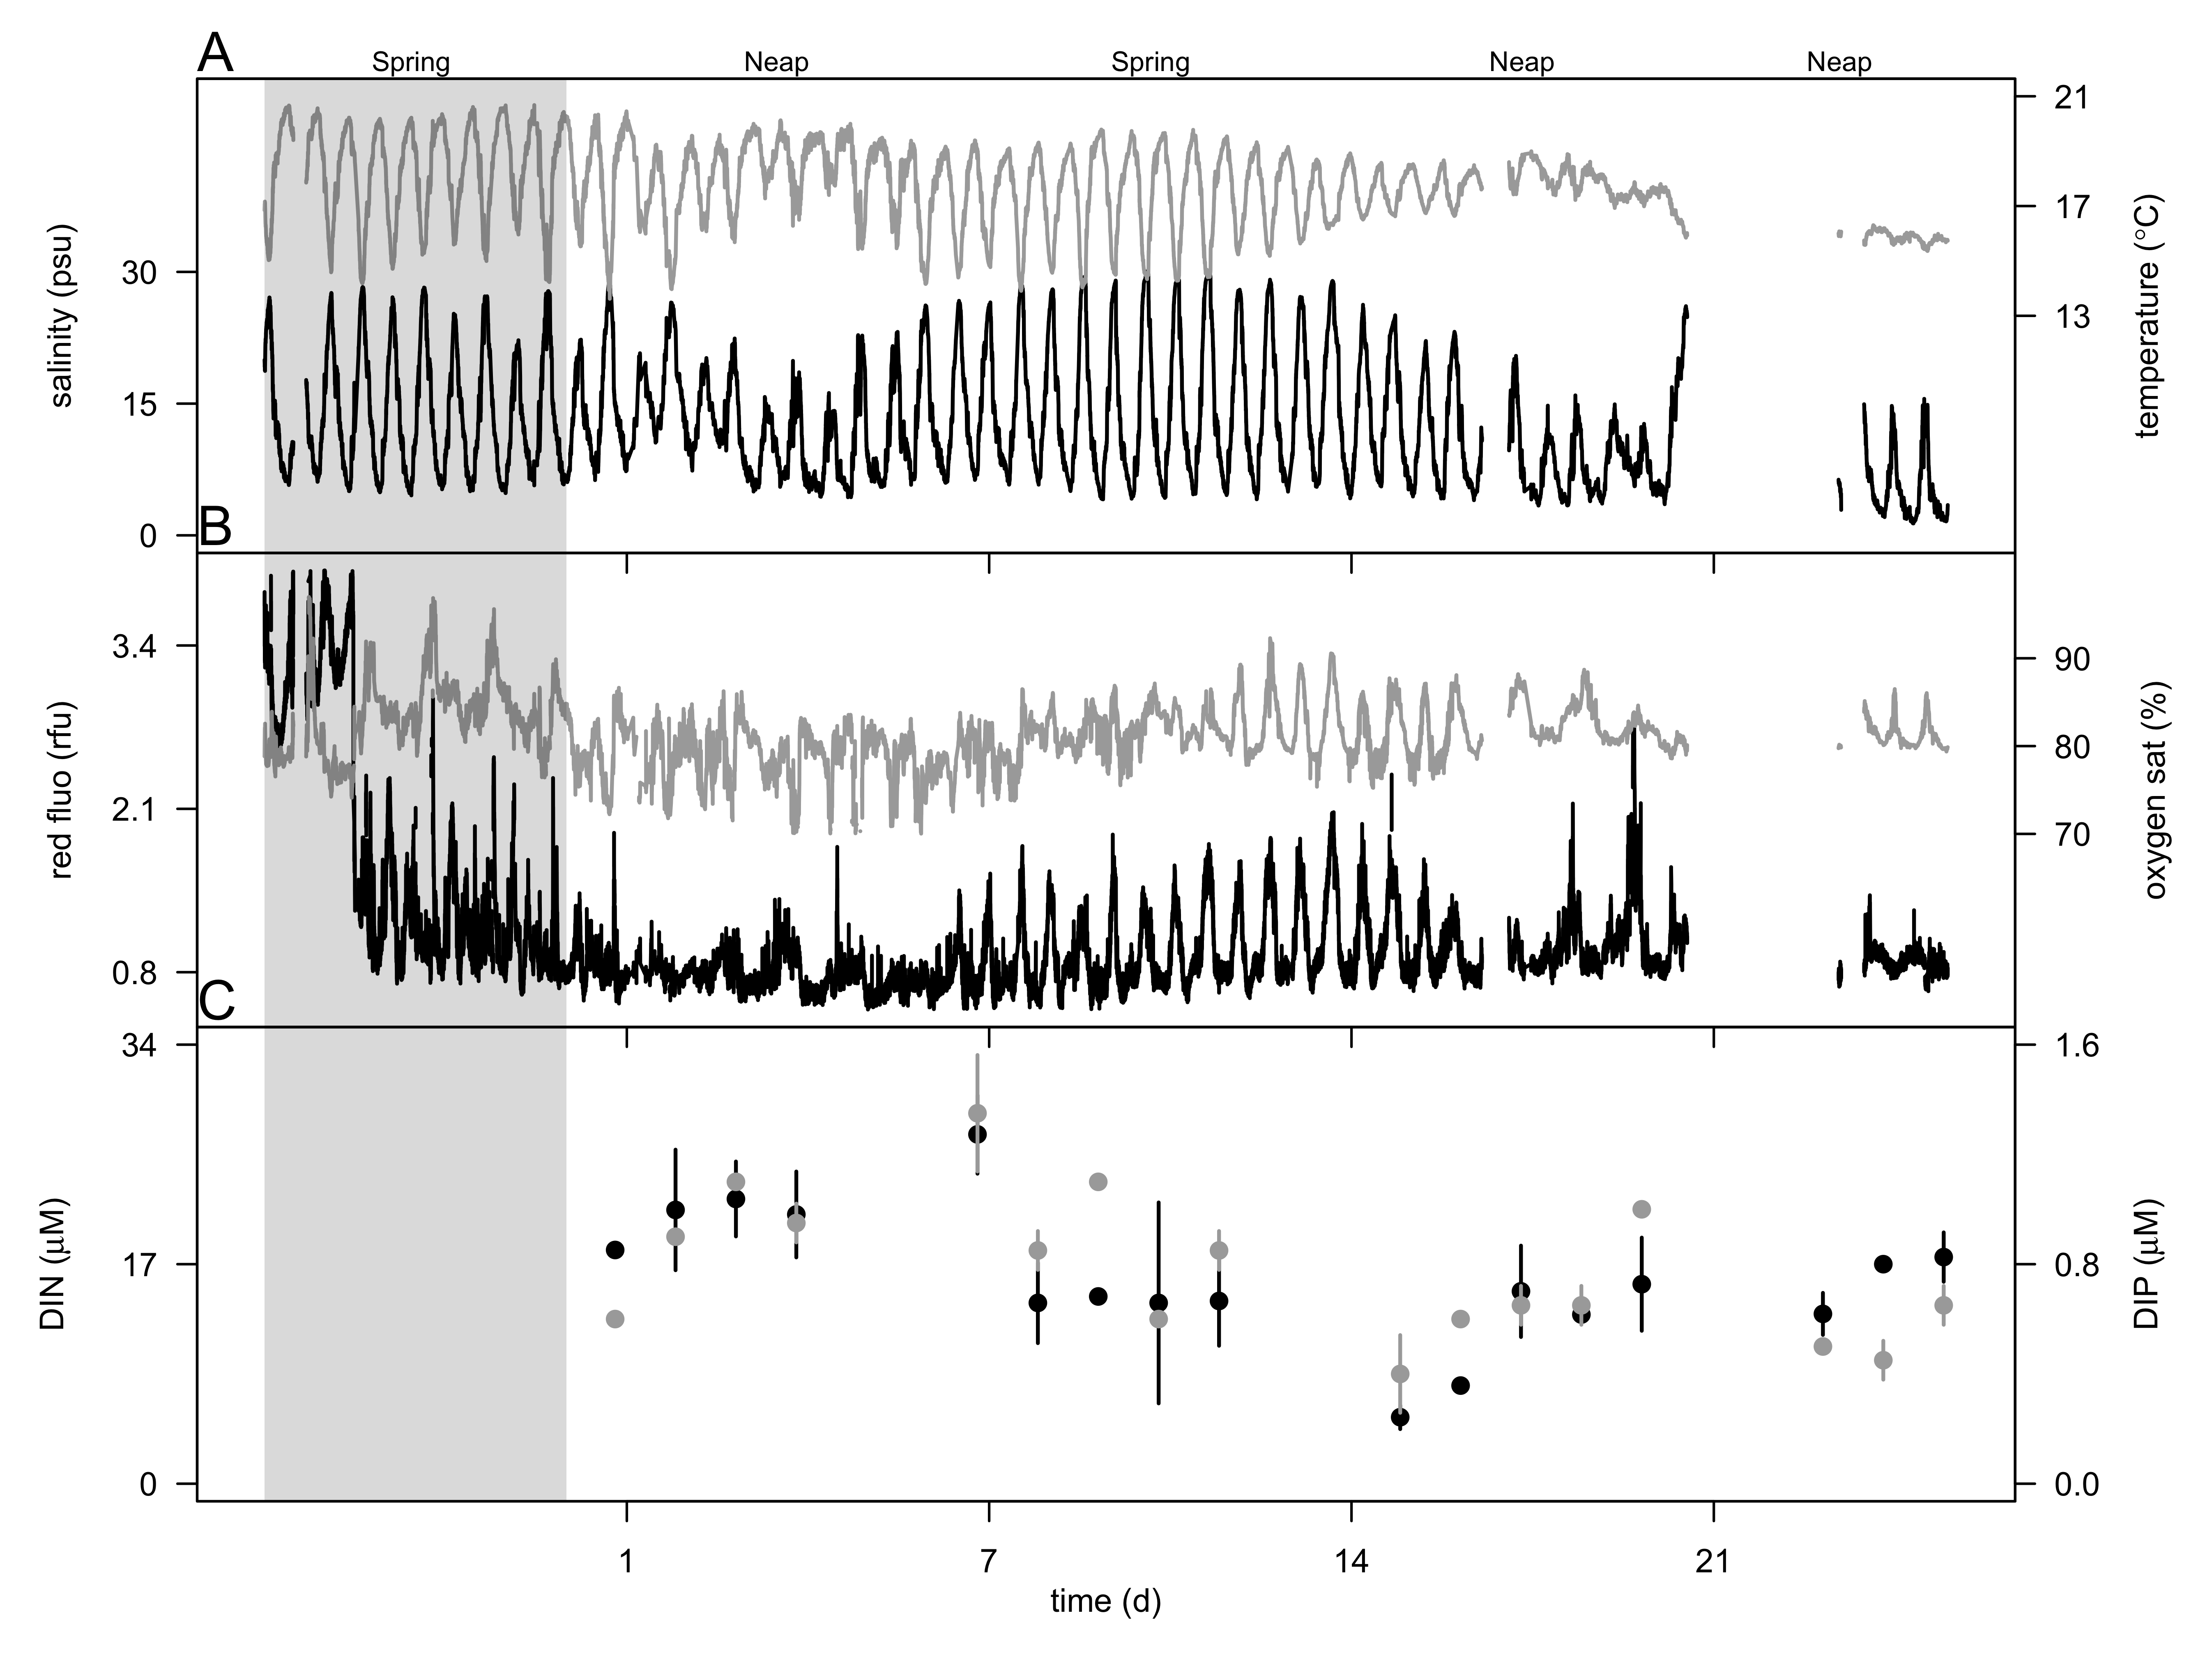 A
Spring Neap Spring Neap Neap
salinity (psu)
30
15
0
21
17
13
temperature (°C)
B
red fluo (rfu)
3.4
2.1
0.8
90
80
70
oxygen sat (%)
C
DIN (μM)
34
17
0
1.6
0.8
0.0
DIP (μM)
1 7 14 21
time (d)